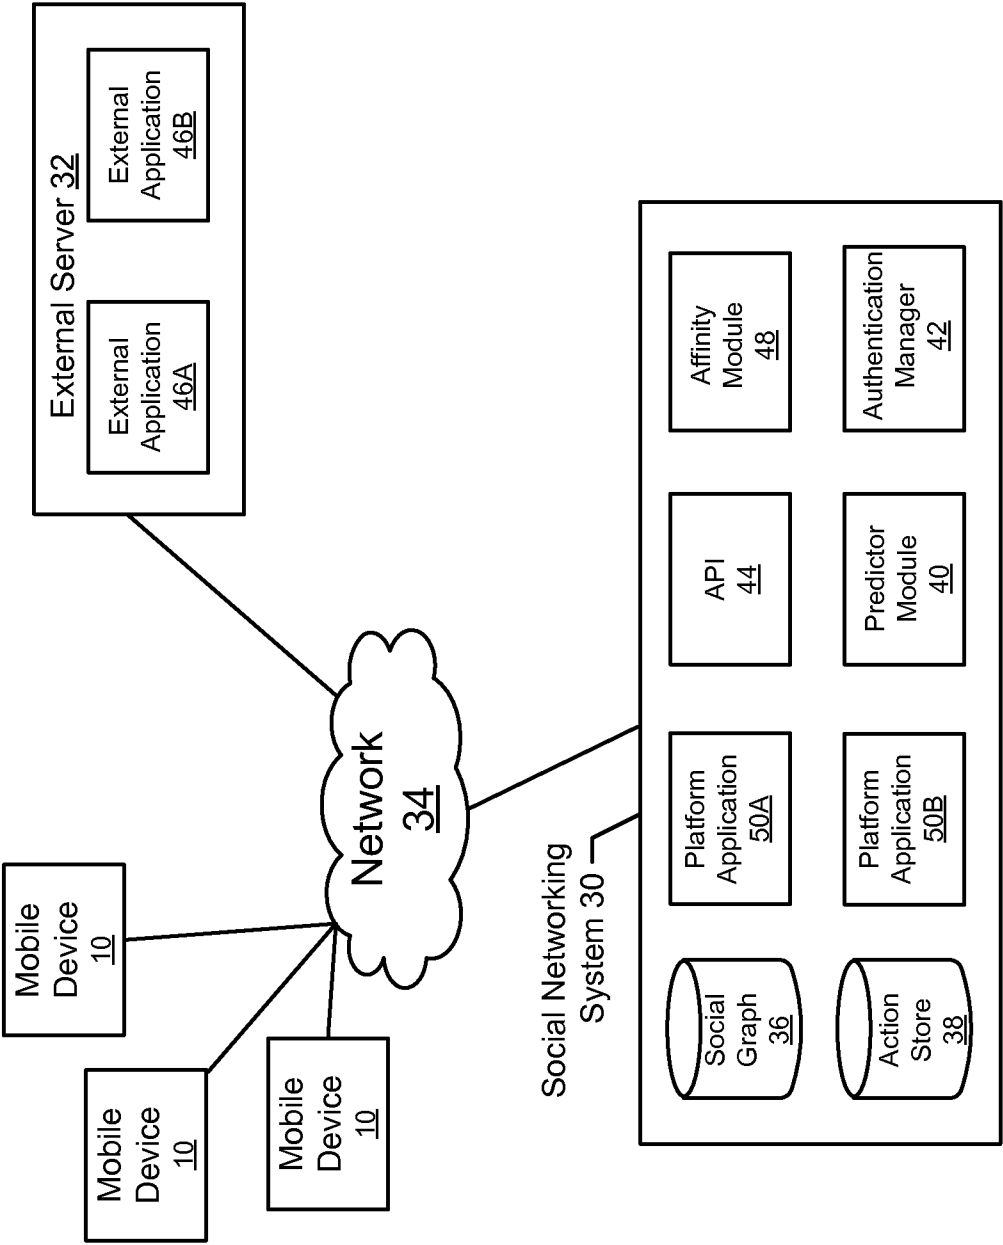 Mobile
Device
10
Mobile
Device
10
Mobile
Device
10
Network
34
External Server 32
External
Application
46A
External
Application
46B
Social Networking
System 30
Social
Graph
36
Platform
Application
50A
API
44
Affinity
Module
48
Action
Store
38
Platform
Application
50B
Predictor
Module
40
Authentication
Manager
42